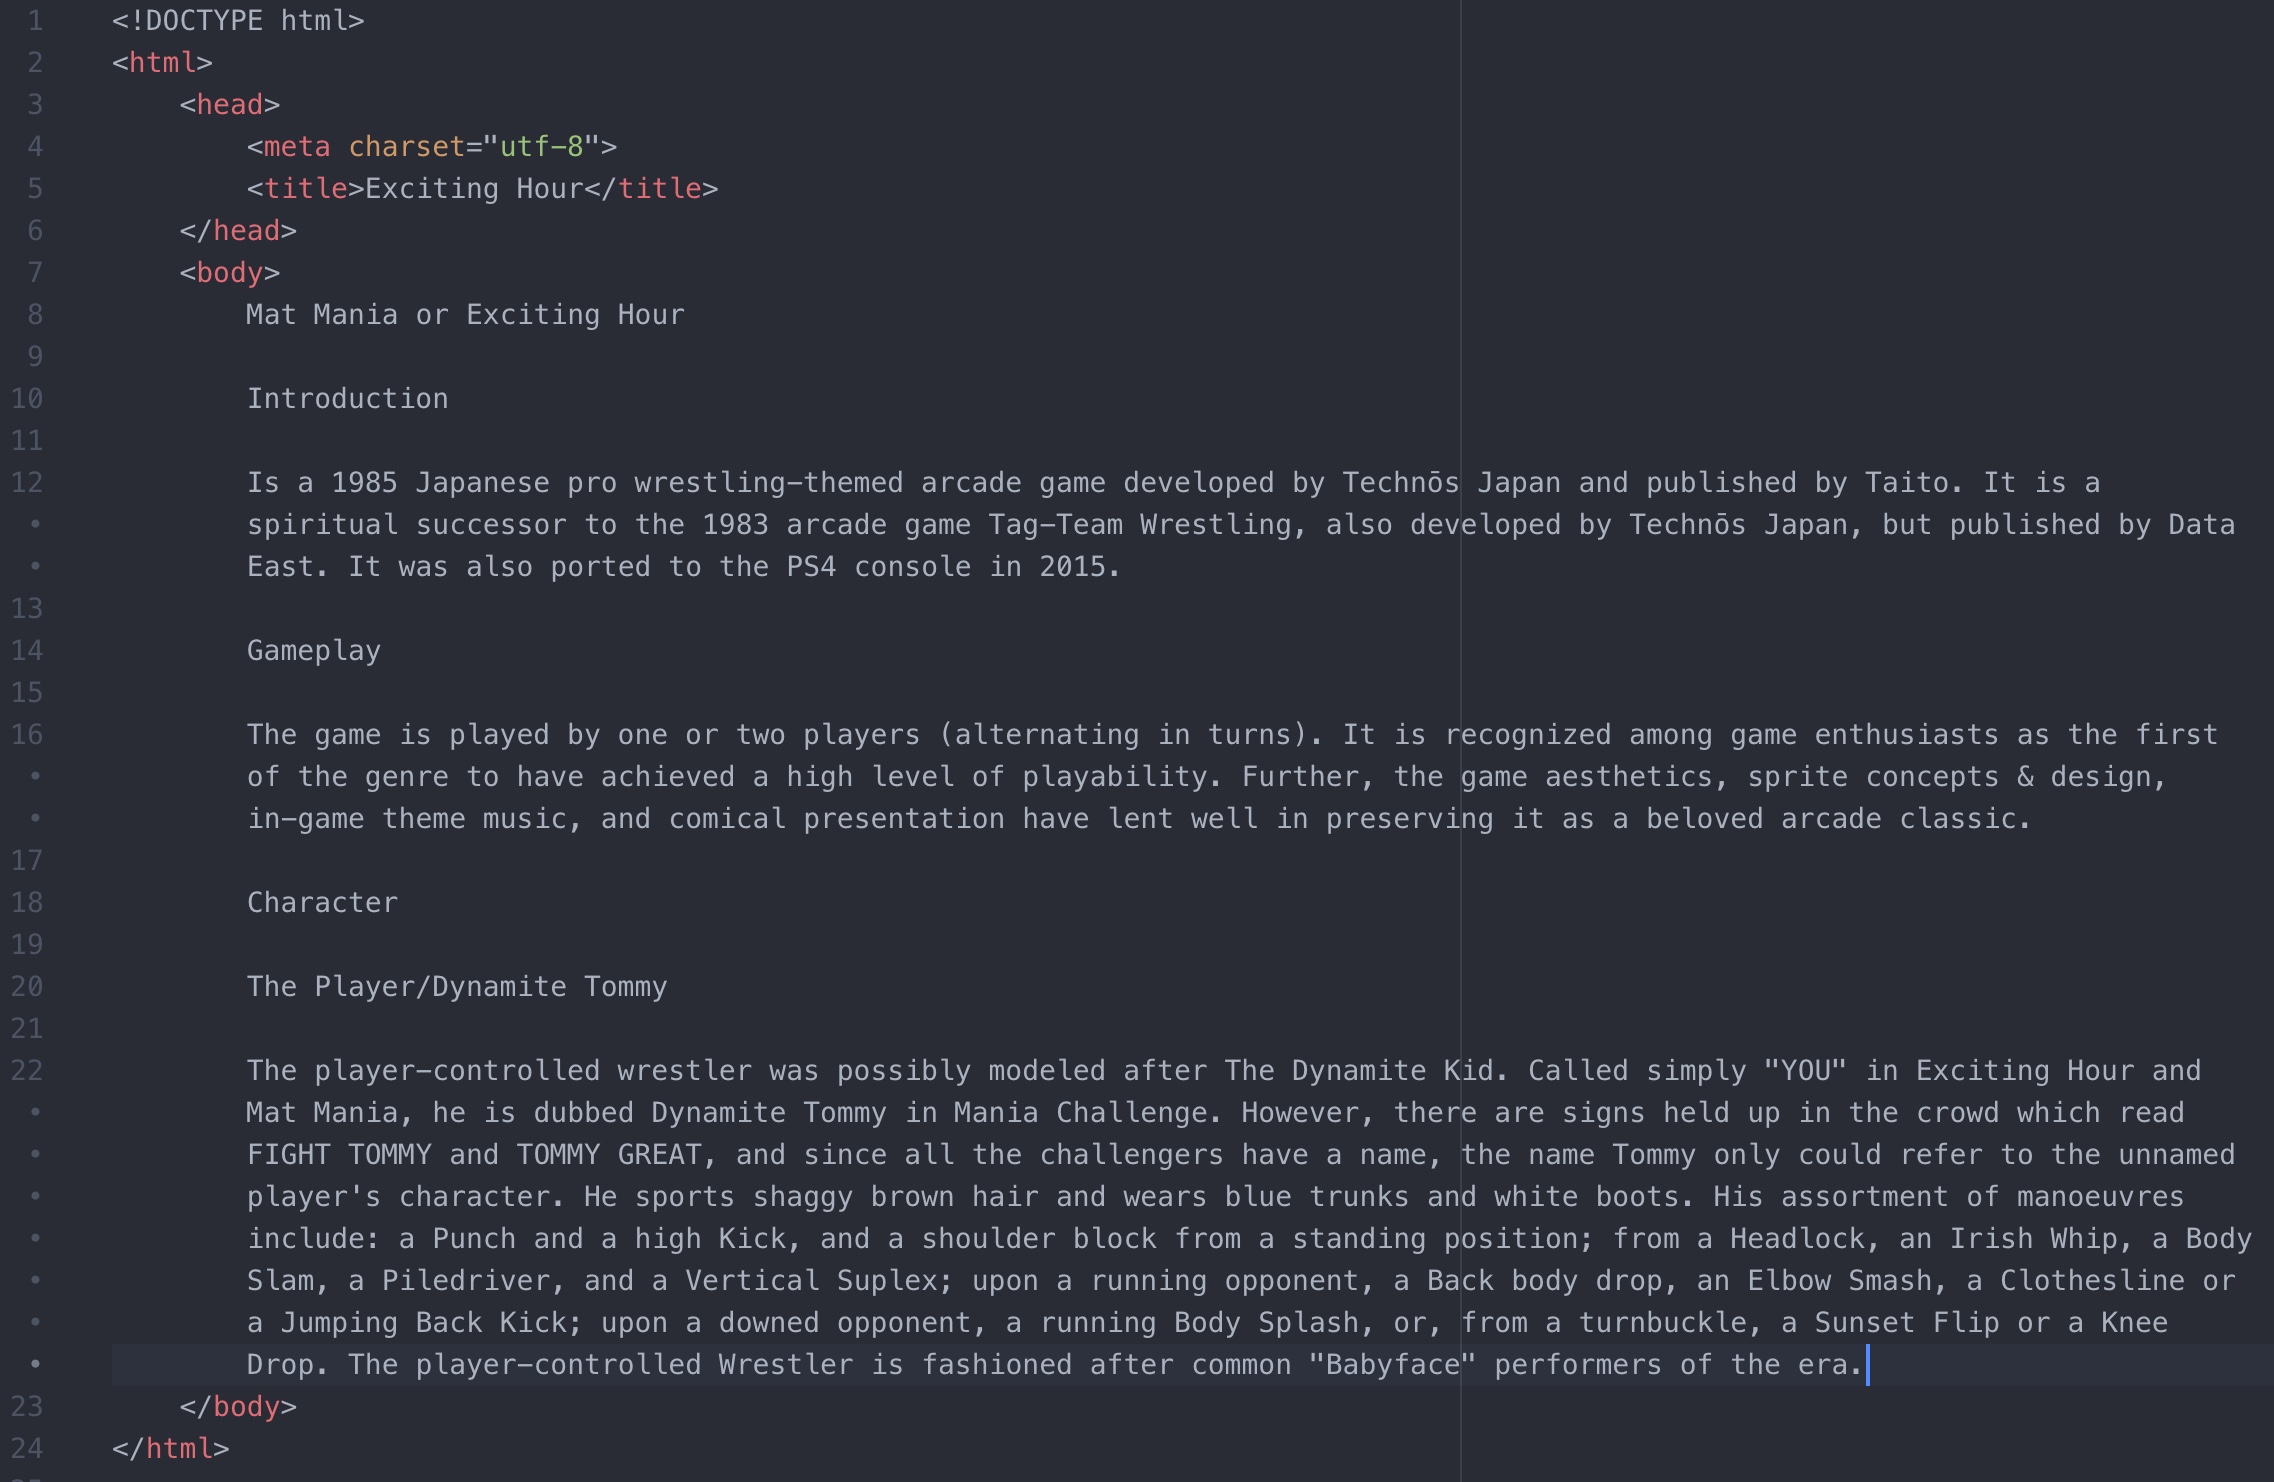 1 <!DOCTYPE html>
2 <html>
3 <head>
4 <meta charset="utf-8">
5 <title>Exciting Hour</title>
6 </head>
7 <body>
8 Mat Mania or Exciting Hour
9
10 Introduction
11
12 Is a 1985 Japanese pro wrestling-themed arcade game developed by Technōs Japan and published by Taito. It is a
• spiritual successor to the 1983 arcade game Tag-Team Wrestling, also developed by Technōs Japan, but published by Data
• East. It was also ported to the PS4 console in 2015.
13
14 Gameplay
15
16 The game is played by one or two players (alternating in turns). It is recognized among game enthusiasts as the first
• of the genre to have achieved a high level of playability. Further, the game aesthetics, sprite concepts & design,
• in-game theme music, and comical presentation have lent well in preserving it as a beloved arcade classic.
17
18 Character
19
20 The Player/Dynamite Tommy
21
22 The player-controlled wrestler was possibly modeled after The Dynamite Kid. Called simply "YOU" in Exciting Hour and
• Mat Mania, he is dubbed Dynamite Tommy in Mania Challenge. However, there are signs held up in the crowd which read
• FIGHT TOMMY and TOMMY GREAT, and since all the challengers have a name, the name Tommy only could refer to the unnamed
• player's character. He sports shaggy brown hair and wears blue trunks and white boots. His assortment of manoeuvres
• include: a Punch and a high Kick, and a shoulder block from a standing position; from a Headlock, an Irish Whip, a Body
• Slam, a Piledriver, and a Vertical Suplex; upon a running opponent, a Back body drop, an Elbow Smash, a Clothesline or
• a Jumping Back Kick; upon a downed opponent, a running Body Splash, or, from a turnbuckle, a Sunset Flip or a Knee
• Drop. The player-controlled Wrestler is fashioned after common "Babyface" performers of the era.
23 </body>
24 </html>